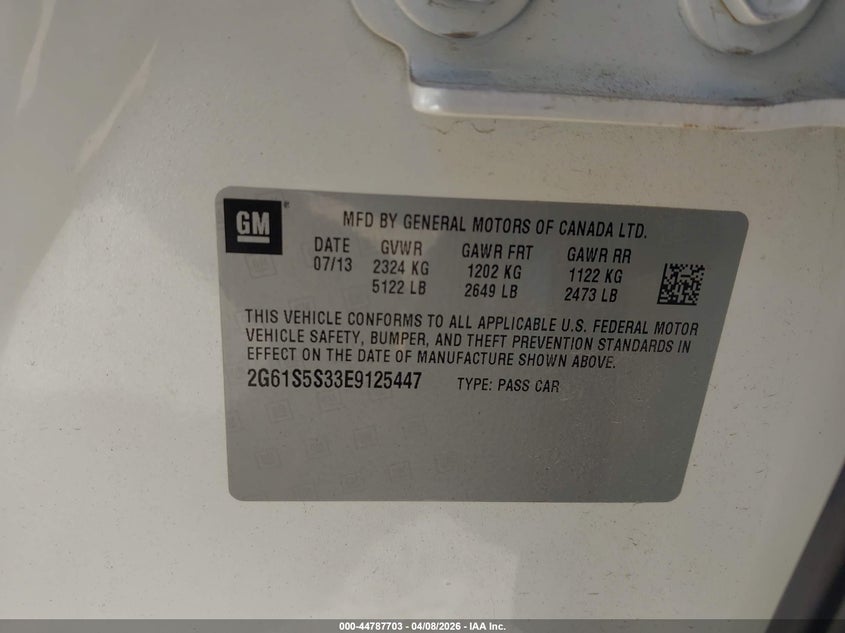 GM ®
MFD BY GENERAL MOTORS OF CANADA LTD.
DATE GVWR GAWR FRT GAWR RR
07/13 2324 KG 1202 KG 1122 KG
5122 LB 2649 LB 2473 LB
THIS VEHICLE CONFORMS TO ALL APPLICABLE U.S. FEDERAL MOTOR
VEHICLE SAFETY, BUMPER, AND THEFT PREVENTION STANDARDS IN
EFFECT ON THE DATE OF MANUFACTURE SHOWN ABOVE.
2G61S5S33E9125447 TYPE: PASS CAR
000-44787703 - 04/08/2026 - IAA Inc.